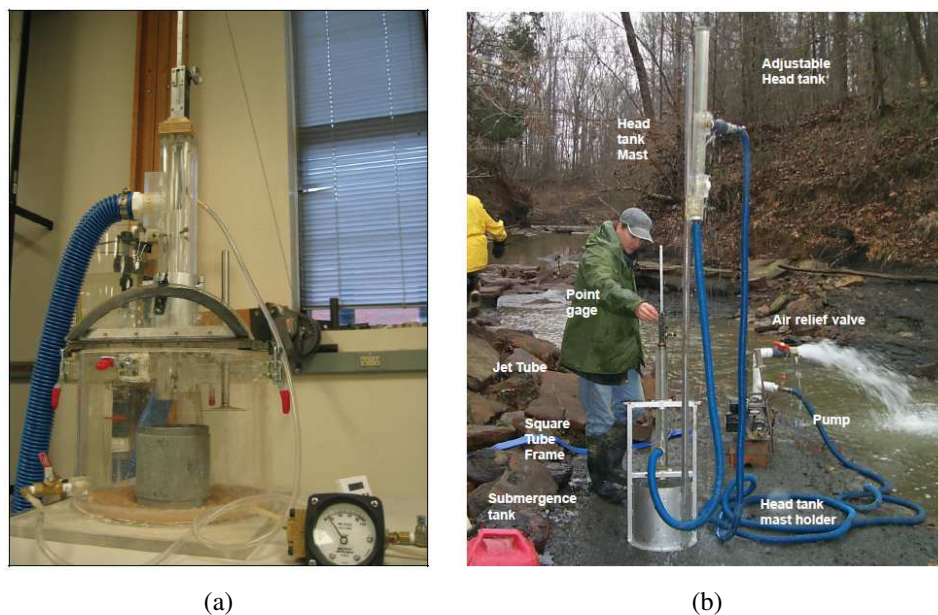 Adjustable
Head tank
Head
tank
Mast
Point
gage
Air relief valve
Jet Tube
Pump
Square
Tube
Frame
Submergence
tank
Head tank
mast holder
(a)
(b)